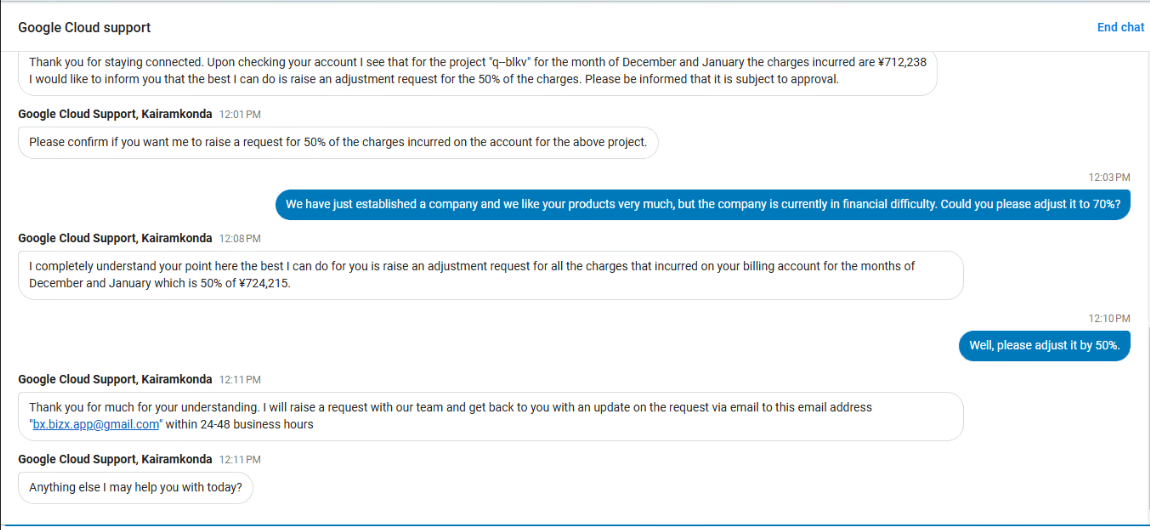 Google Cloud support
End chat
Thank you for staying connected. Upon checking your account I see that for the project "q--blkv" for the month of December and January the charges incurred are ¥712,238
I would like to inform you that the best I can do is raise an adjustment request for the 50% of the charges. Please be informed that it is subject to approval.
Google Cloud Support, Kairamkonda 12:01 PM
Please confirm if you want me to raise a request for 50% of the charges incurred on the account for the above project.
12:03 PM
We have just established a company and we like your products very much, but the company is currently in financial difficulty. Could you please adjust it to 70%?
Google Cloud Support, Kairamkonda 12:08 PM
I completely understand your point here the best I can do for you is raise an adjustment request for all the charges that incurred on your billing account for the months of
December and January which is 50% of ¥724,215.
12:10 PM
Well, please adjust it by 50%.
Google Cloud Support, Kairamkonda 12:11 PM
Thank you for much for your understanding. I will raise a request with our team and get back to you with an update on the request via email to this email address
"bx.bizx.app@gmail.com" within 24-48 business hours
Google Cloud Support, Kairamkonda 12:11 PM
Anything else I may help you with today?